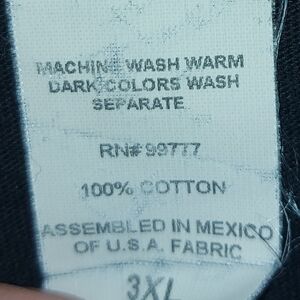 MACHINE WASH WARM
DARK COLORS WASH
SEPARATE
RN# 99777
100% COTTON
ASSEMBLED IN MEXICO
OF U.S.A. FABRIC
3XL